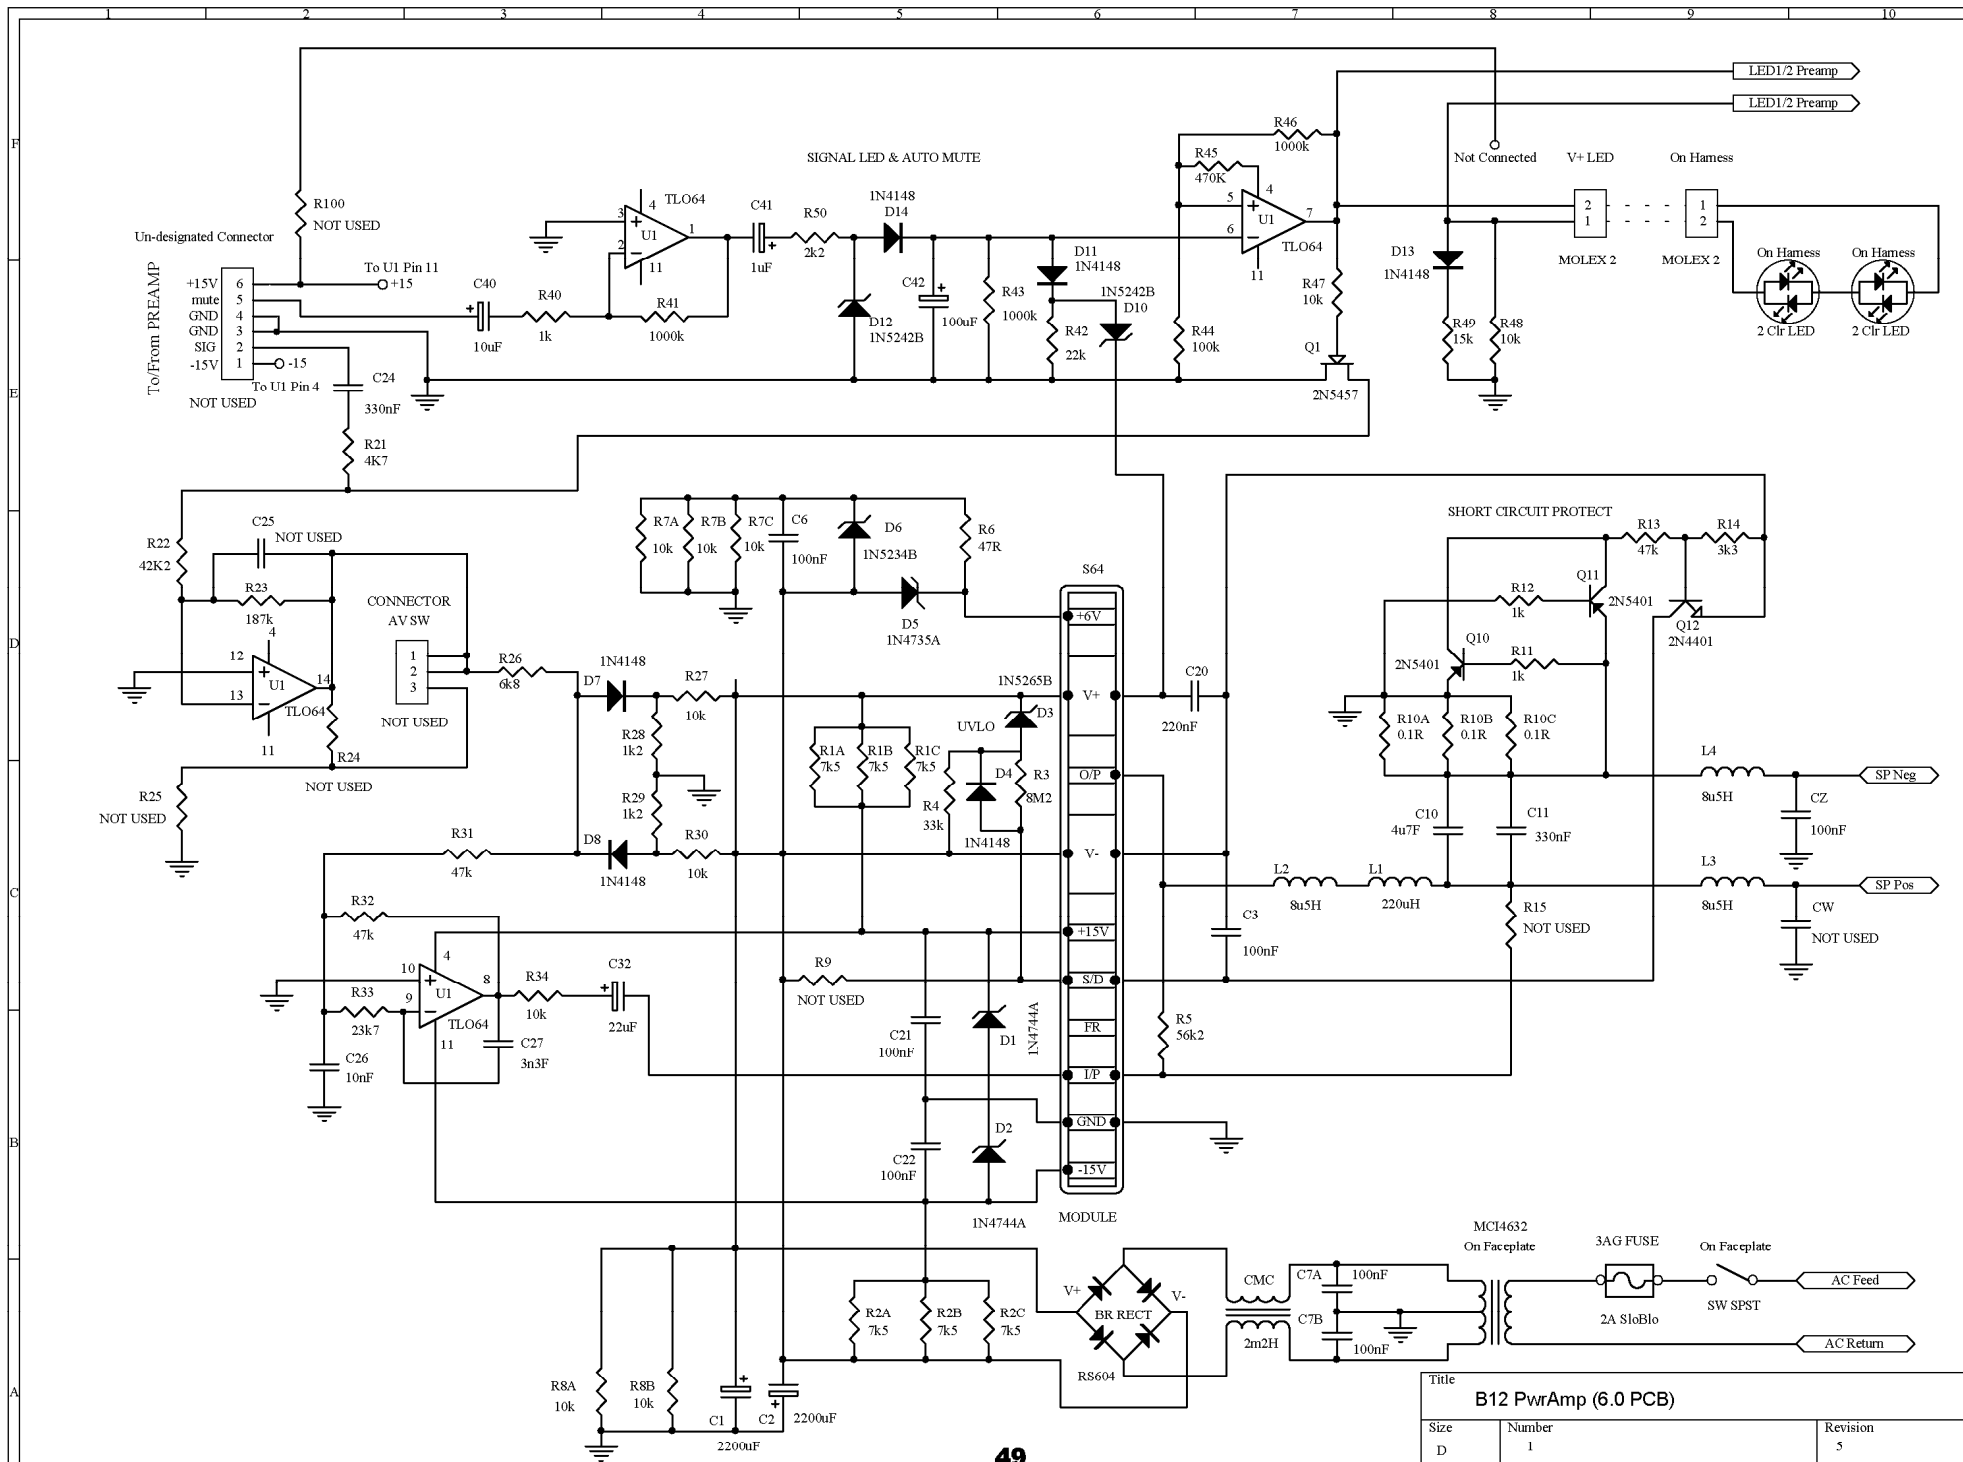 1 2 3 4 5 6 7 8 9 10
F
E
D
C
B
A
LED1/2 Preamp
LED1/2 Preamp
SIGNAL LED & AUTO MUTE
Not Connected
V+ LED
On Harness
R100
NOT USED
Un-designated Connector
To/From PREAMP
+15V 6
mute 5
GND 4
GND 3
SIG 2
-15V 1
NOT USED
To U1 Pin 11
+15
-15
To U1 Pin 4
C24
330nF
R21
4K7
C40
10uF
R40
1k
R41
1000k
3
2
4
11
1
U1
TLO64
C41
1uF
R50
2k2
1N4148
D14
D12
1N5242B
C42
100uF
R43
1000k
D11
1N4148
R42
22k
1N5242B
D10
R46
1000k
R45
470K
R44
100k
5
6
4
11
7
U1
TLO64
R47
10k
Q1
2N5457
D13
1N4148
R49
15k
R48
10k
2
1
MOLEX 2
1
2
MOLEX 2
On Harness
2 Clr LED
On Harness
2 Clr LED
C25
NOT USED
R22
42K2
R23
187k
12
13
4
11
14
U1
TLO64
R24
NOT USED
R25
NOT USED
CONNECTOR
AV SW
1
2
3
NOT USED
R26
6k8
R7A
10k
R7B
10k
R7C
10k
C6
100nF
D6
1N5234B
R6
47R
D5
1N4735A
1N4148
D7
R27
10k
R28
1k2
R29
1k2
D8
1N4148
R30
10k
R31
47k
R1A
7k5
R1B
7k5
R1C
7k5
1N5265B
D3
UVLO
R4
33k
D4
1N4148
R3
8M2
S64
+6V
V+
O/P
V-
+15V
S/D
FR
I/P
GND
-15V
MODULE
C20
220nF
C3
100nF
R5
56k2
SHORT CIRCUIT PROTECT
R13
47k
R14
3k3
R12
1k
Q11
2N5401
Q12
2N4401
Q10
2N5401
R11
1k
R10A
0.1R
R10B
0.1R
R10C
0.1R
L4
8u5H
SP Neg
CZ
100nF
C10
4u7F
C11
330nF
L2
8u5H
L1
220uH
L3
8u5H
SP Pos
R15
NOT USED
CW
NOT USED
R32
47k
R33
23k7
10
9
4
11
8
U1
TLO64
C26
10nF
C27
3n3F
R34
10k
C32
22uF
R9
NOT USED
C21
100nF
D1
1N4744A
C22
100nF
D2
1N4744A
R2A
7k5
R2B
7k5
R2C
7k5
R8A
10k
R8B
10k
C1
2200uF
C2
2200uF
V+
V-
BR RECT
RS604
CMC
2m2H
C7A
100nF
C7B
100nF
MCI4632
On Faceplate
3AG FUSE
2A SloBlo
On Faceplate
SW SPST
AC Feed
AC Return
Title
B12 PwrAmp (6.0 PCB)
Size
D
Number
1
Revision
5
49